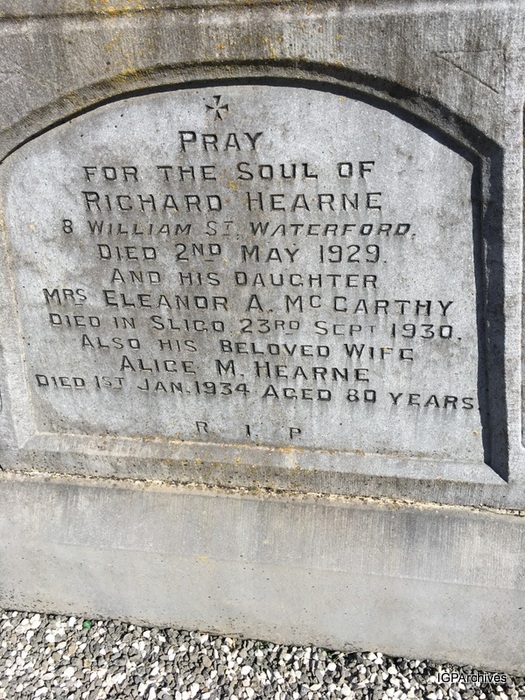 PRAY
FOR THE SOUL OF
RICHARD HEARNE
8 WILLIAM ST. WATERFORD.
DIED 2ND MAY 1929.
AND HIS DAUGHTER
MRS ELEANOR A. MCCARTHY
DIED IN SLIGO 23RD SEPT 1930.
ALSO HIS BELOVED WIFE
ALICE M. HEARNE
DIED 1ST JAN. 1934 AGED 80 YEARS.
R I P
IGPArchives